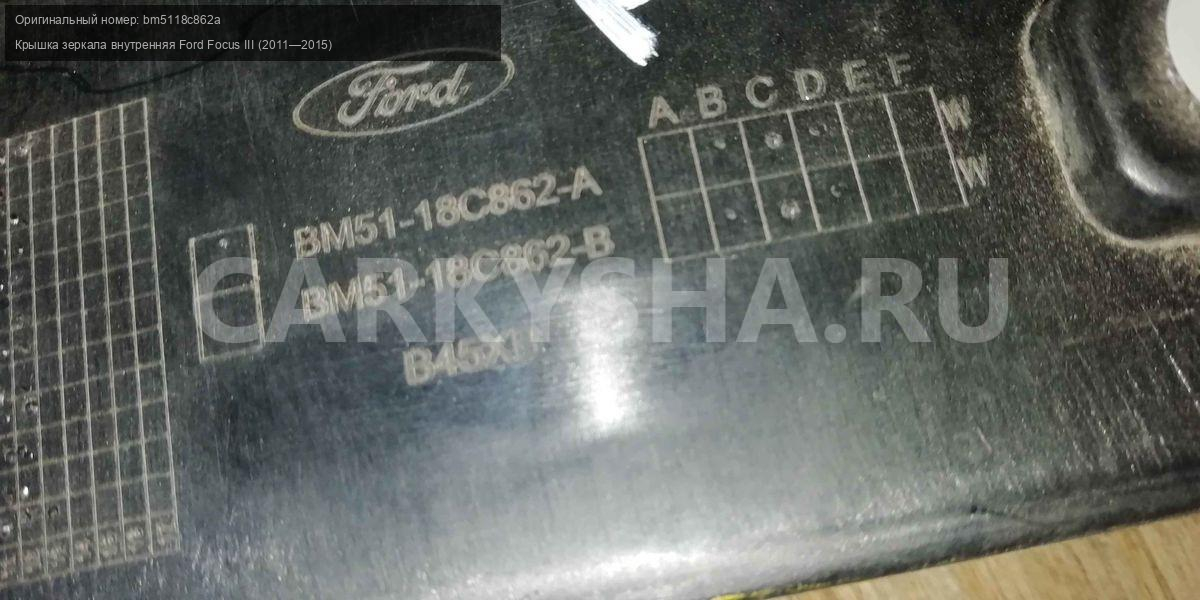 Оригинальный номер: bm5118c862a
Крышка зеркала внутренняя Ford Focus III (2011—2015)
Ford
A B C D E F
W
W
BM51-18C862-A
BM51-18C862-B
CARKYSHA.RU